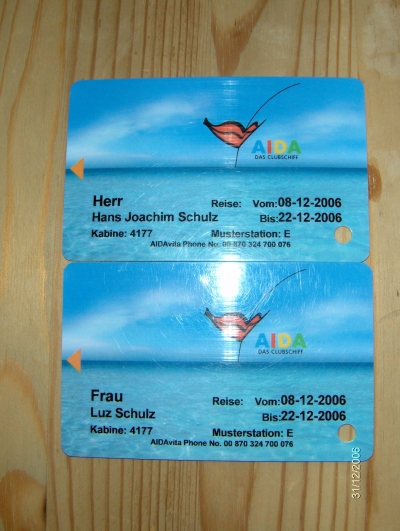 AIDA
DAS CLUBSCHIFF
Herr Reise: Vom:08-12-2006
Hans Joachim Schulz Bis:22-12-2006
Kabine: 4177 Musterstation: E
AIDAvita Phone No. 00 870 324 700 076
AIDA
DAS CLUBSCHIFF
Frau Reise: Vom:08-12-2006
Luz Schulz Bis:22-12-2006
Kabine: 4177 Musterstation: E
AIDAvita Phone No. 00 870 324 700 076
31/12/2006